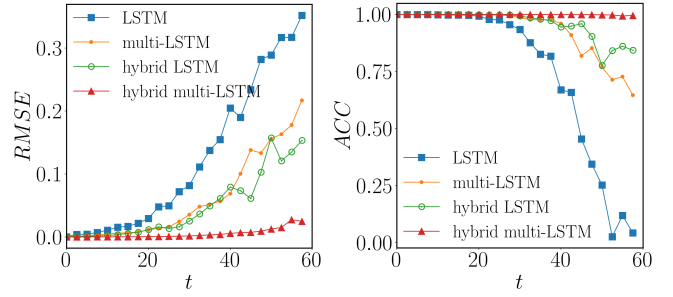 LSTM
multi-LSTM
hybrid LSTM
hybrid multi-LSTM
RMSE
0.3
0.2
0.1
0.0
0 20 40 60
t
ACC
1.00
0.75
0.50
0.25
0.00
LSTM
multi-LSTM
hybrid LSTM
hybrid multi-LSTM
0 20 40 60
t